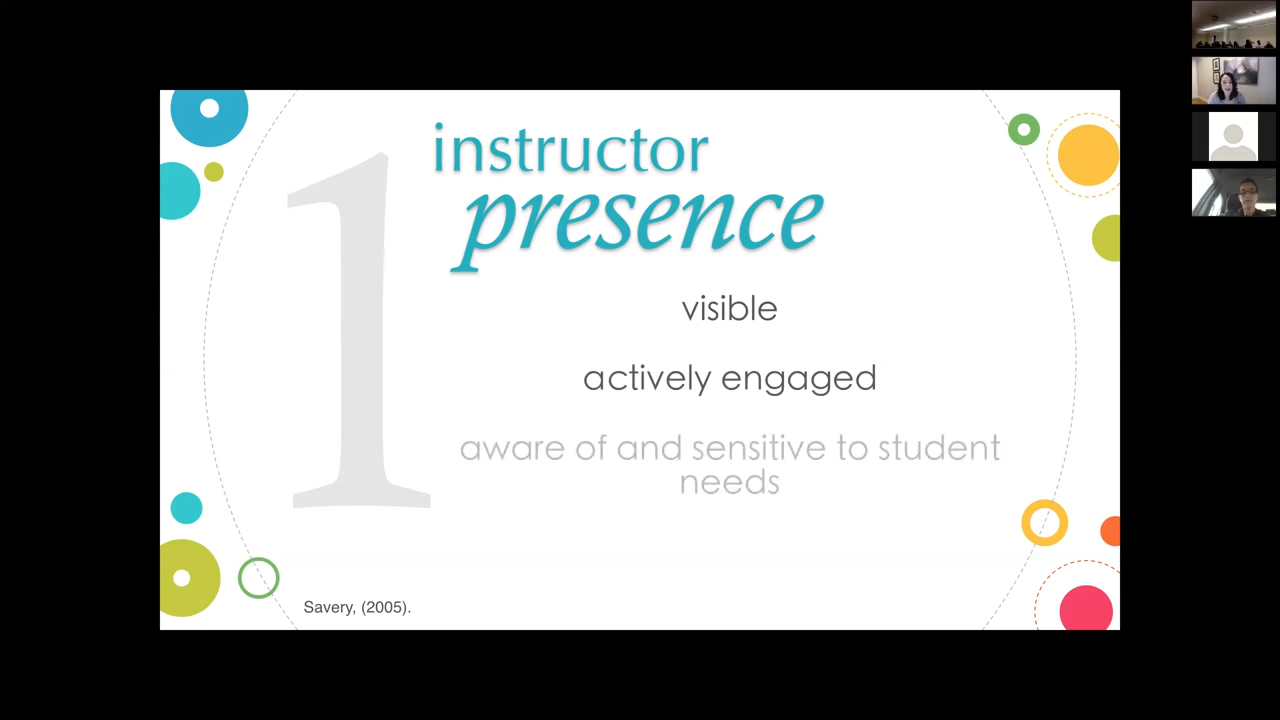 1
instructor
presence
visible
actively engaged
aware of and sensitive to student
needs
Savery, (2005).